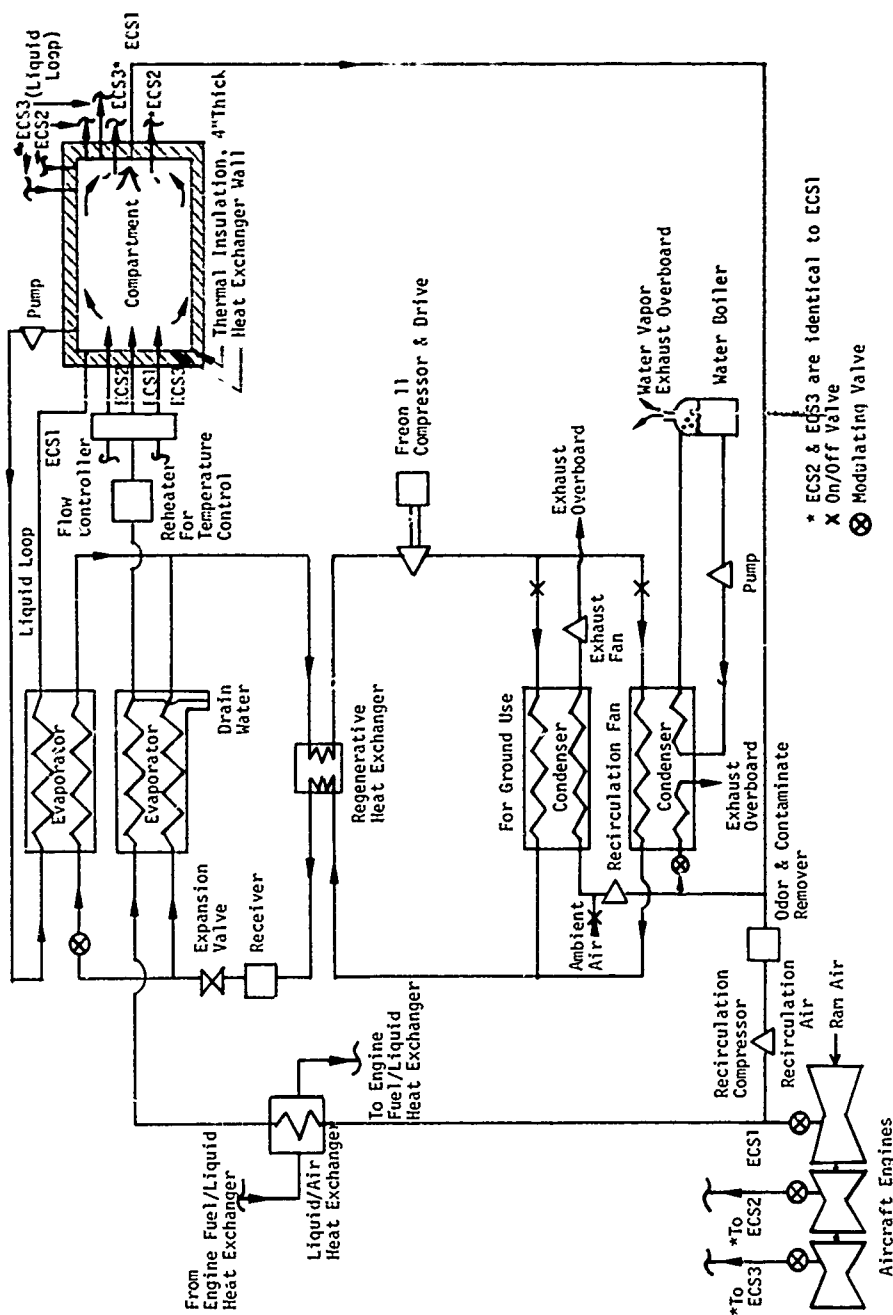 *ECS3
*ECS2
ECS3 (Liquid
Loop)
ECS3*
*ECS2
ECS1
Pump
Compartment
Thermal Insulation, 4"Thick
Heat Exchanger Wall
ECS1
ECS2
ECS1
ECS3
Flow
Controller
Reheater
For
Temperature
Control
Liquid Loop
Evaporator
Evaporator
Drain
Water
Expansion
Valve
Receiver
Regenerative
Heat Exchanger
Freon 11
Compressor & Drive
Water Vapor
Exhaust Overboard
Water Boiler
Exhaust
Overboard
Exhaust
Fan
Pump
For Ground Use
Condenser
Recirculation Fan
Condenser
Exhaust
Overboard
Ambient
Air
Odor & Contaminate
Remover
Recirculation
Compressor
Recirculation
Air
Ram Air
From
Engine Fuel/Liquid
Heat Exchanger
Liquid/Air
Heat Exchanger
To Engine
Fuel/Liquid
Heat Exchanger
ECS1
*To
ECS2
*To
ECS3
Aircraft Engines
* ECS2 & ECS3 are identical to ECS1
X On/Off Valve
⊗ Modulating Valve